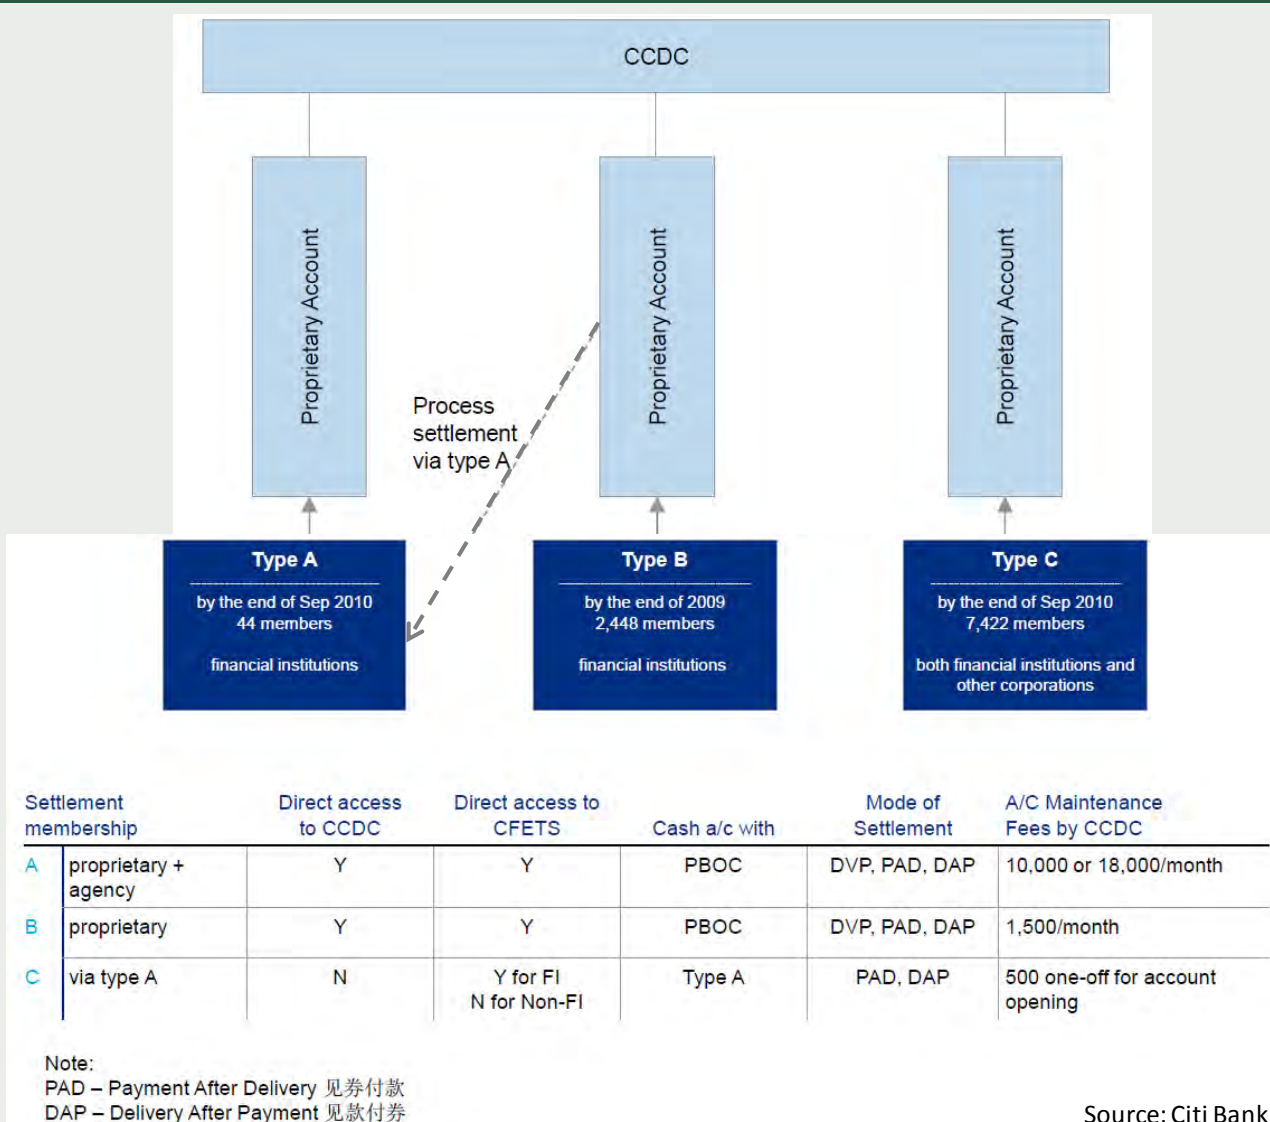 CCDC
Proprietary Account
Proprietary Account
Proprietary Account
Process
settlement
via type A
Type A
by the end of Sep 2010
44 members
financial institutions
Type B
by the end of 2009
2,448 members
financial institutions
Type C
by the end of Sep 2010
7,422 members
both financial institutions and
other corporations
Settlement
membership
Direct access
to CCDC
Direct access to
CFETS
Cash a/c with
Mode of
Settlement
A/C Maintenance
Fees by CCDC
A proprietary + Y Y PBOC DVP, PAD, DAP 10,000 or 18,000/month
agency
B proprietary Y Y PBOC DVP, PAD, DAP 1,500/month
C via type A N Y for FI Type A PAD, DAP 500 one-off for account
N for Non-FI opening
Note:
PAD – Payment After Delivery 见券付款
DAP – Delivery After Payment 见款付券
Source: Citi Bank